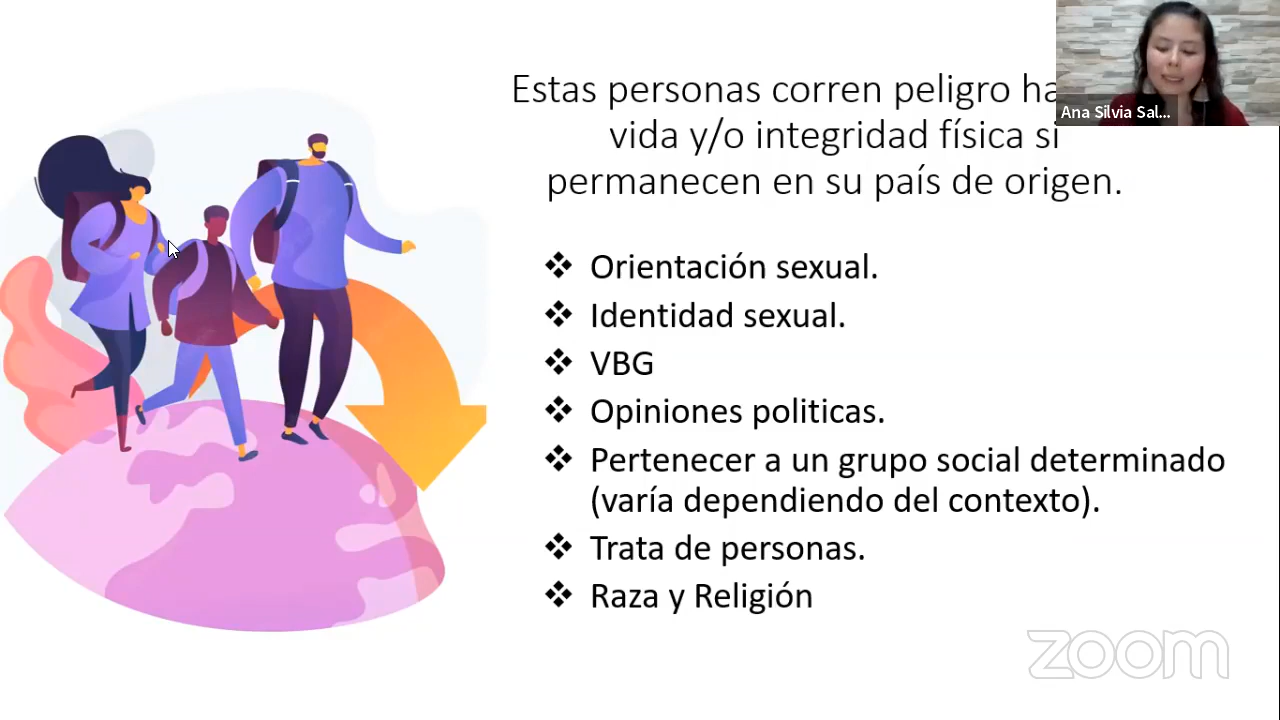 Estas personas corren peligro
vida y/o integridad física si
permanecen en su país de origen.
❖ Orientación sexual.
❖ Identidad sexual.
❖ VBG
❖ Opiniones politicas.
❖ Pertenecer a un grupo social determinado
(varía dependiendo del contexto).
❖ Trata de personas.
❖ Raza y Religión
Ana Silvia Sal...
zoom